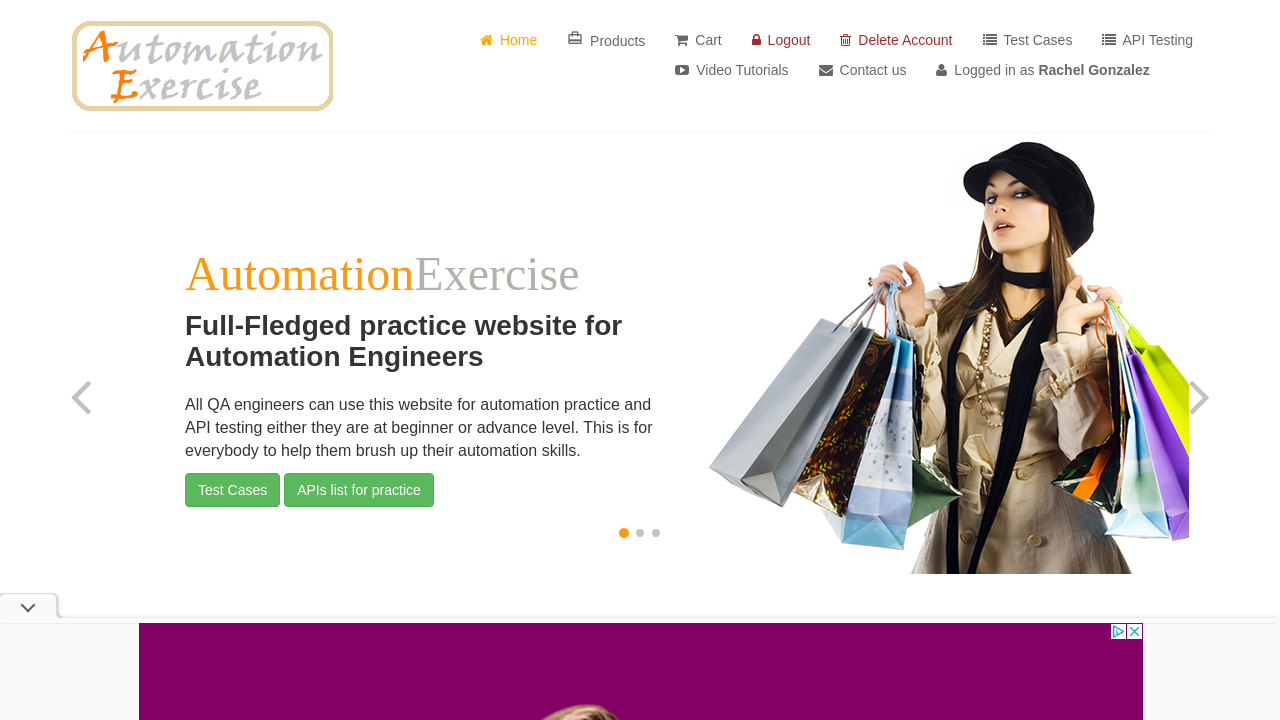 Automation
Exercise
Home
Products
Cart
Logout
Delete Account
Test Cases
API Testing
Video Tutorials
Contact us
Logged in as Rachel Gonzalez
AutomationExercise
Full-Fledged practice website for
Automation Engineers
All QA engineers can use this website for automation practice and
API testing either they are at beginner or advance level. This is for
everybody to help them brush up their automation skills.
Test Cases
APIs list for practice